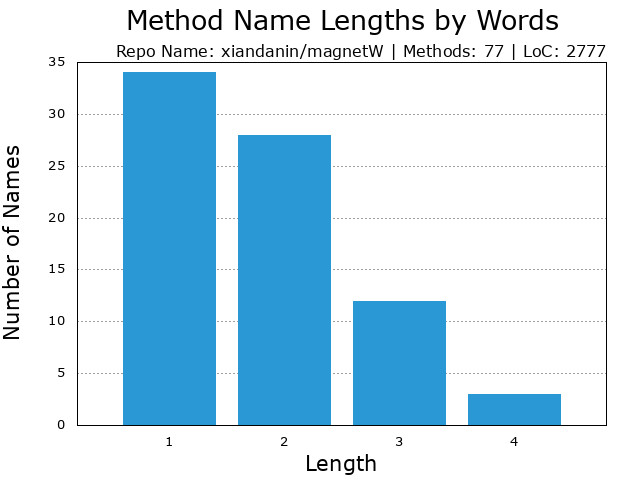 Method Name Lengths by Words
Repo Name: xiandanin/magnetW | Methods: 77 | LoC: 2777
Number of Names
35
30
25
20
15
10
5
0
1 2 3 4
Length